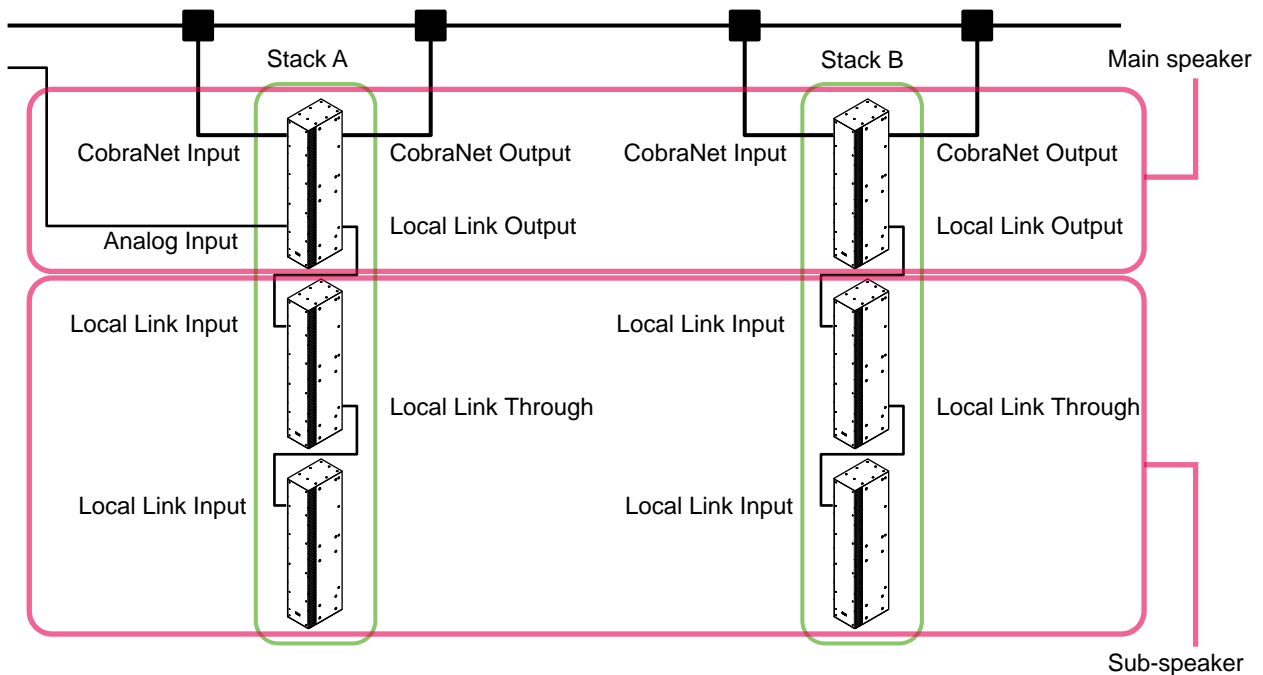 Stack A
Stack B
Main speaker
CobraNet Input
CobraNet Output
CobraNet Input
CobraNet Output
Analog Input
Local Link Output
Local Link Output
Local Link Input
Local Link Input
Local Link Through
Local Link Through
Local Link Input
Local Link Input
Sub-speaker